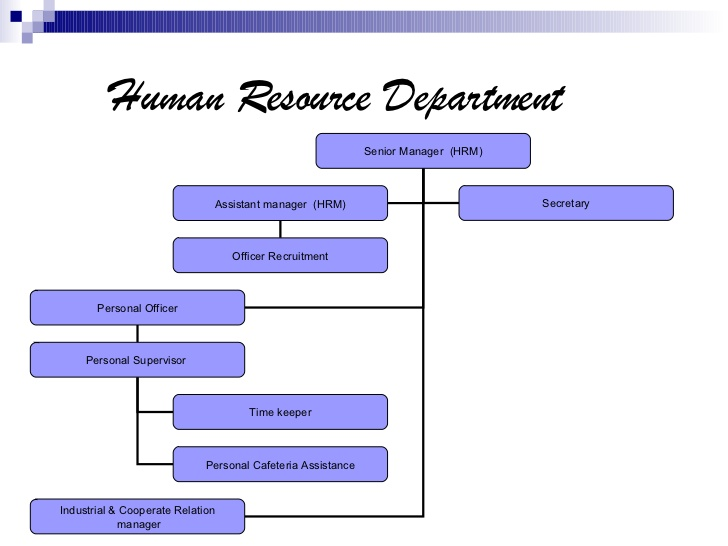 Human Resource Department
Senior Manager (HRM)
Assistant manager (HRM)
Secretary
Officer Recruitment
Personal Officer
Personal Supervisor
Time keeper
Personal Cafeteria Assistance
Industrial & Cooperate Relation
manager